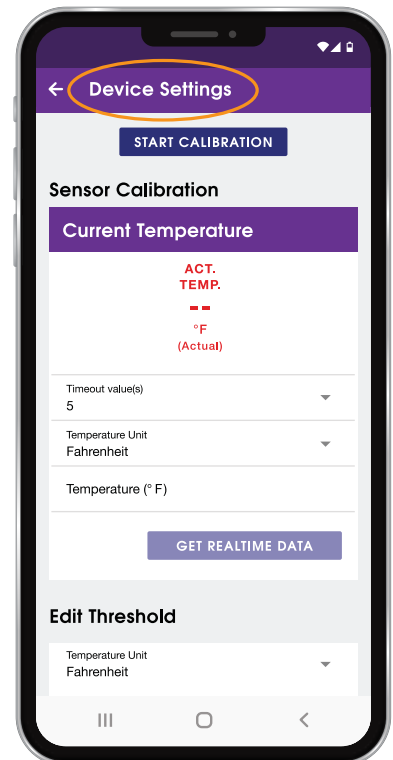 Device Settings
START CALIBRATION
Sensor Calibration
Current Temperature
ACT.
TEMP.
--
°F
(Actual)
Timeout value(s)
5
Temperature Unit
Fahrenheit
Temperature (° F)
GET REALTIME DATA
Edit Threshold
Temperature Unit
Fahrenheit